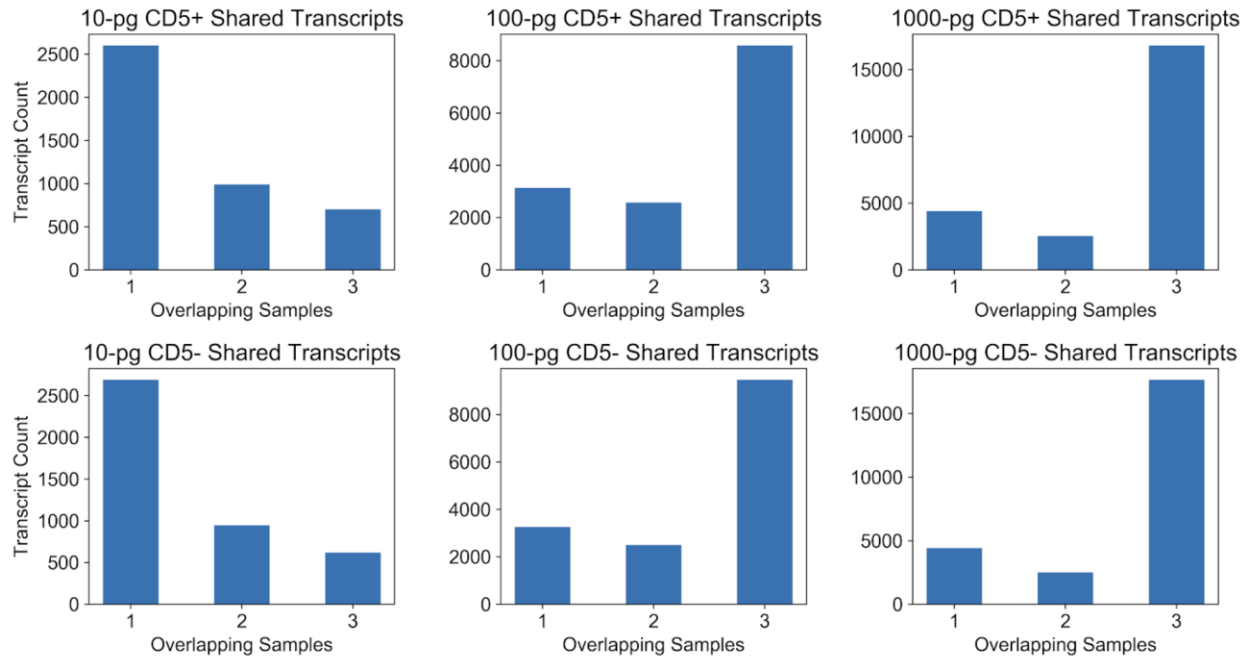 10-pg CD5+ Shared Transcripts
Transcript Count
2500
2000
1500
1000
500
0
1 2 3
Overlapping Samples
100-pg CD5+ Shared Transcripts
8000
6000
4000
2000
0
1 2 3
Overlapping Samples
1000-pg CD5+ Shared Transcripts
15000
10000
5000
0
1 2 3
Overlapping Samples
10-pg CD5- Shared Transcripts
Transcript Count
2500
2000
1500
1000
500
0
1 2 3
Overlapping Samples
100-pg CD5- Shared Transcripts
8000
6000
4000
2000
0
1 2 3
Overlapping Samples
1000-pg CD5- Shared Transcripts
15000
10000
5000
0
1 2 3
Overlapping Samples